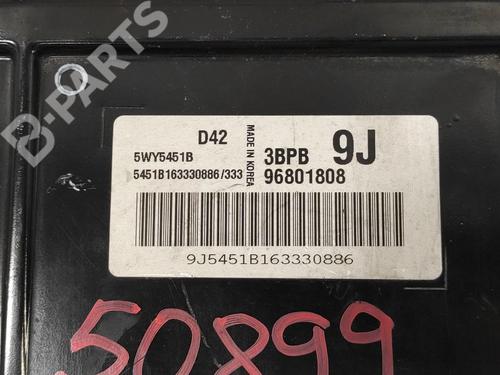 B-PARTS
D42
MADE IN KOREA
3BPB 9J
5WY5451B
5451B163330886/333
96801808
9J5451B163330886
50899